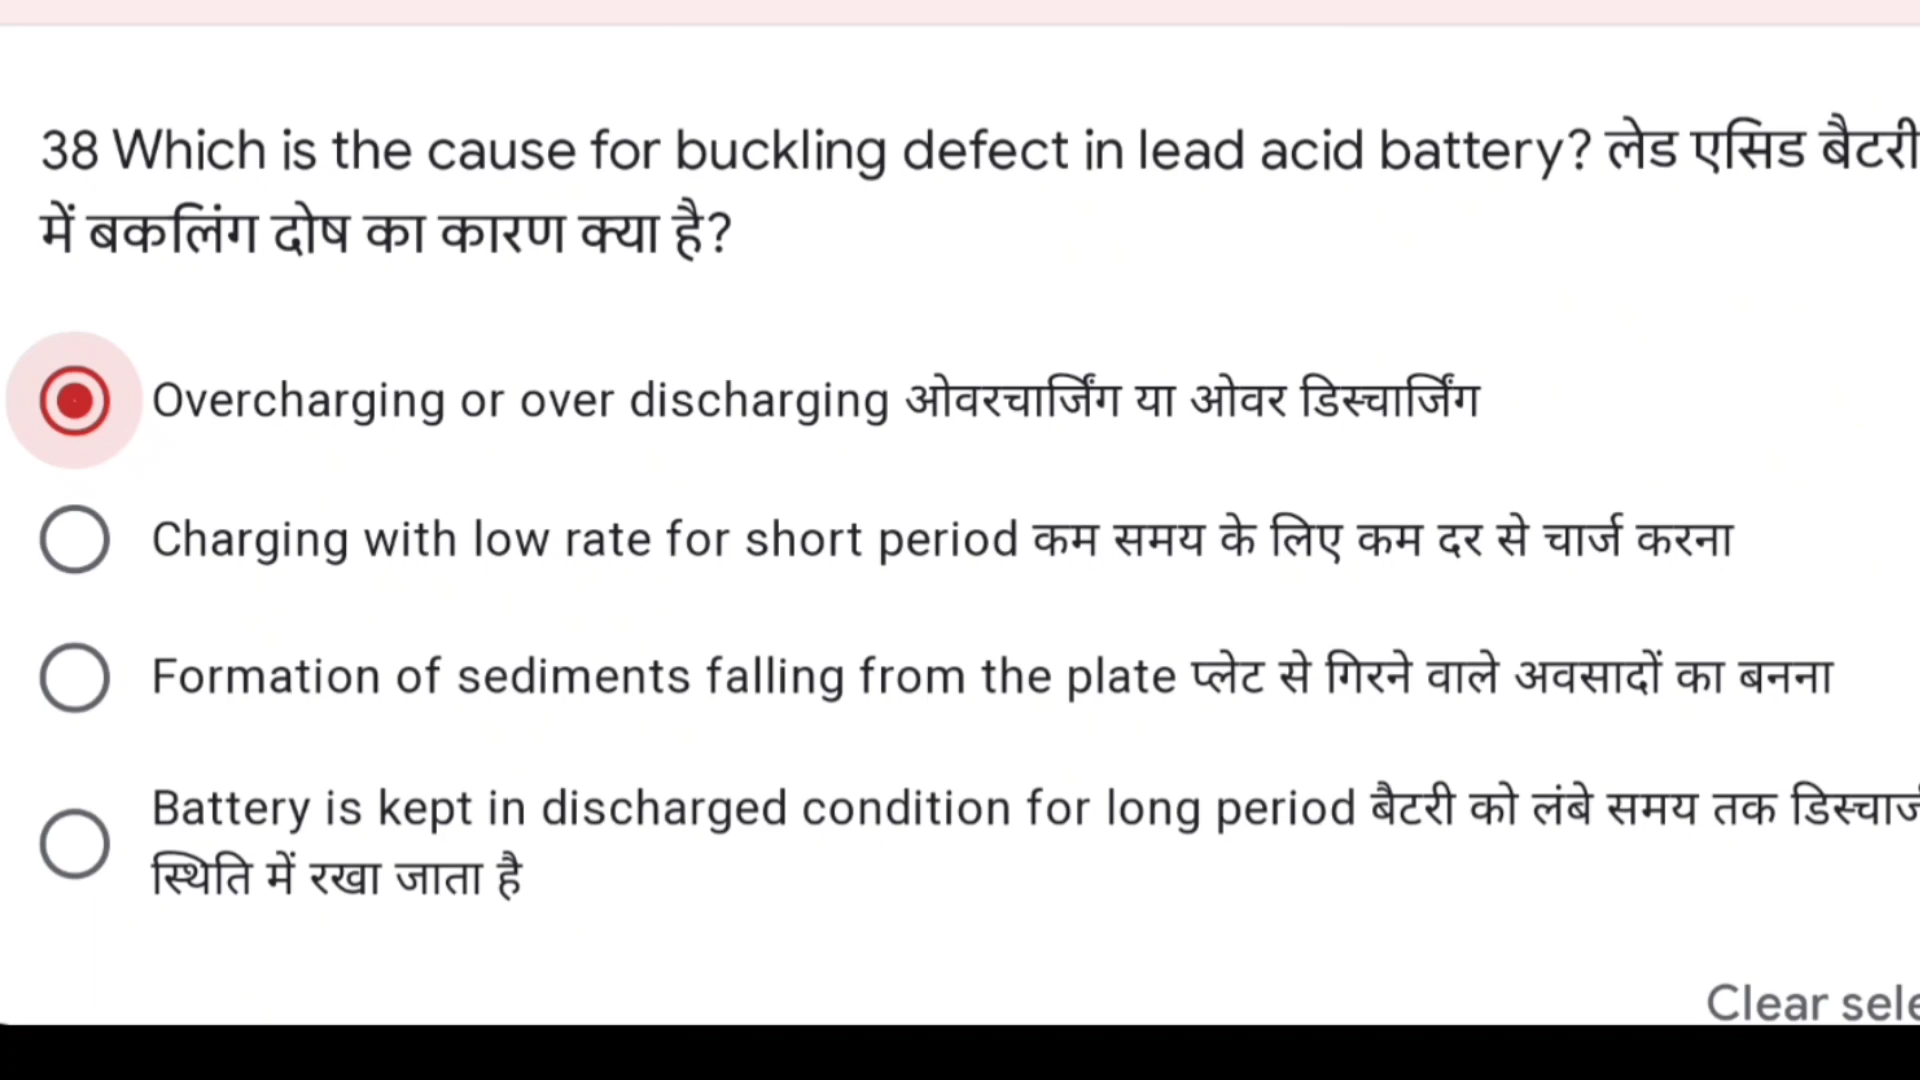 38 Which is the cause for buckling defect in lead acid battery? लेड एसिड बैटरी
में बकलिंग दोष का कारण क्या है?
Overcharging or over discharging ओवरचार्जिंग या ओवर डिस्चार्जिंग
Charging with low rate for short period कम समय के लिए कम दर से चार्ज करना
Formation of sediments falling from the plate प्लेट से गिरने वाले अवसादों का बनना
Battery is kept in discharged condition for long period बैटरी को लंबे समय तक डिस्चार्ज
स्थिति में रखा जाता है
Clear sele